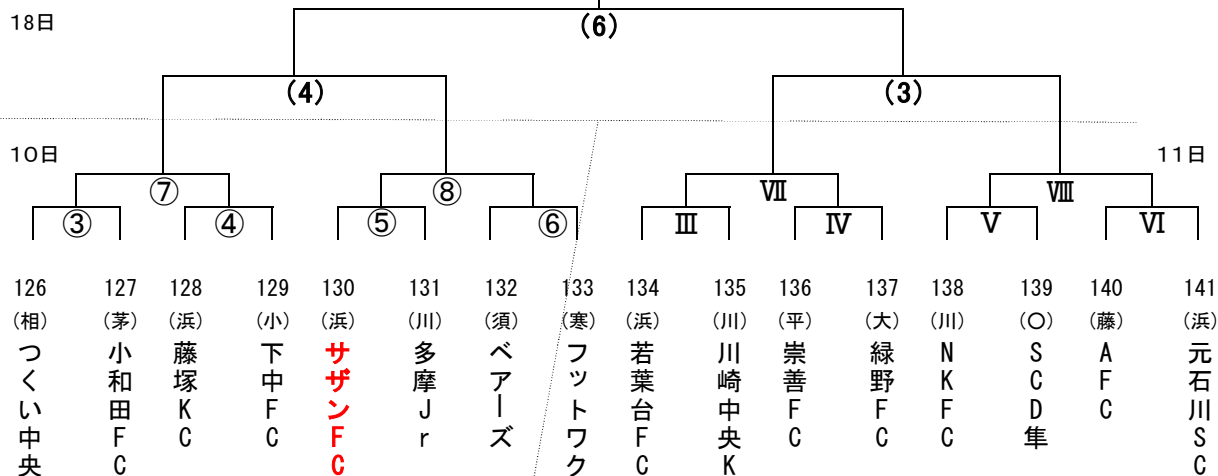 18日
(6)
(4)
(3)
10日
11日
⑦
⑧
Ⅶ
Ⅷ
③
④
⑤
⑥
Ⅲ
Ⅳ
Ⅴ
Ⅵ
126 127 128 129 130 131 132 133 134 135 136 137 138 139 140 141
(相) (茅) (浜) (小) (浜) (川) (須) (寒) (浜) (川) (平) (大) (川) (〇) (藤) (浜)
つくい中央
小和田FC
藤塚KC
下中FC
サザンFC
多摩Jr
ベアーズ
フットワク
若葉台FC
川崎中央K
崇善FC
緑野FC
NKFC
SCD隼
AFC
元石川SC